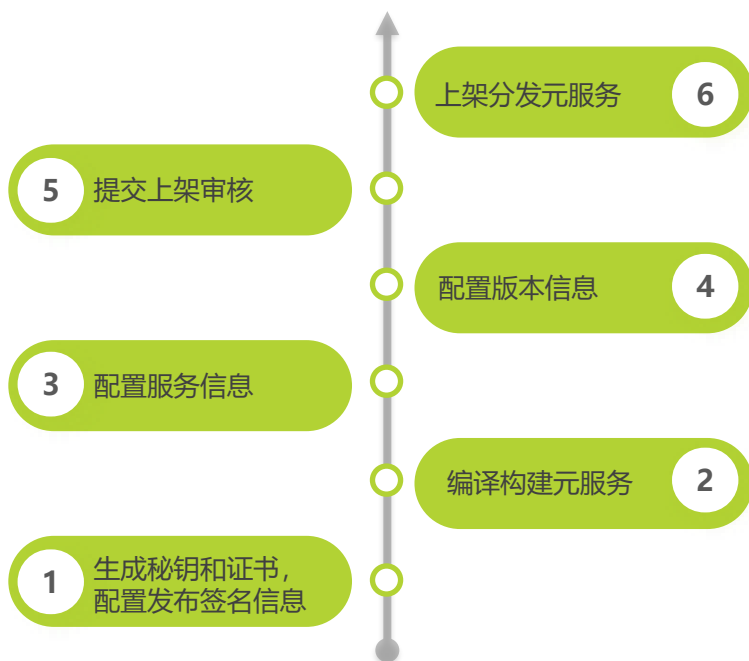 上架分发元服务
6
5
提交上架审核
配置版本信息
4
3
配置服务信息
编译构建元服务
2
1
生成秘钥和证书，
配置发布签名信息